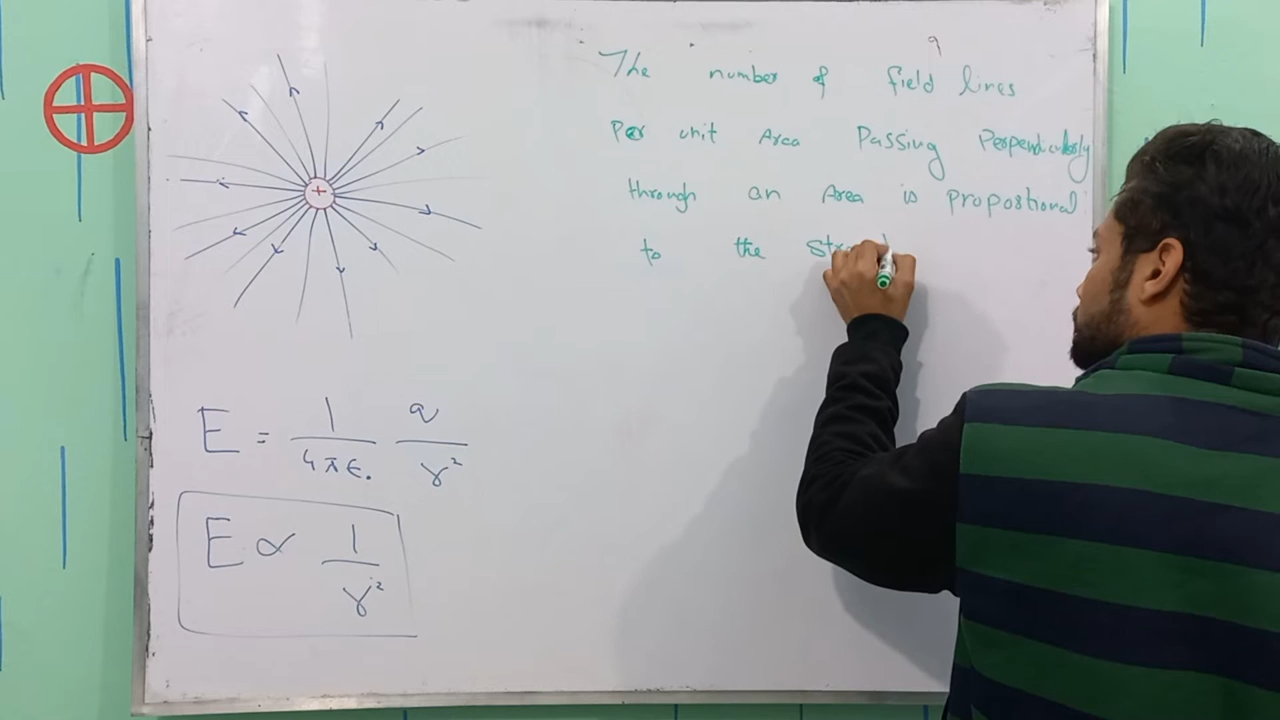 The number of field lines
Per unit Area Passing Perpendicularly
through an Area is propostional
to the
+
E = 1/4πε₀ q/r²
E ∝ 1/r²